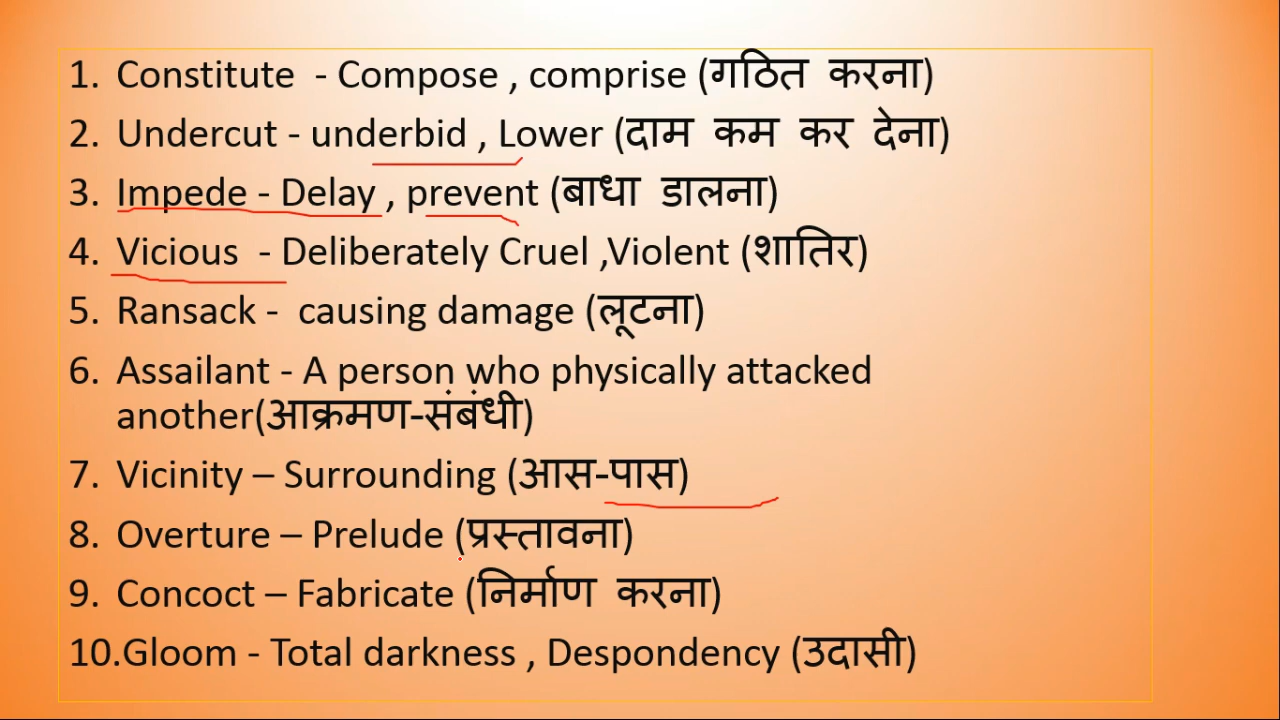 1. Constitute - Compose , comprise (गठित करना)
2. Undercut - underbid , Lower (दाम कम कर देना)
3. Impede - Delay , prevent (बाधा डालना)
4. Vicious - Deliberately Cruel ,Violent (शातिर)
5. Ransack - causing damage (लूटना)
6. Assailant - A person who physically attacked
another(आक्रमण-संबंधी)
7. Vicinity – Surrounding (आस-पास)
8. Overture – Prelude (प्रस्तावना)
9. Concoct – Fabricate (निर्माण करना)
10.Gloom - Total darkness , Despondency (उदासी)